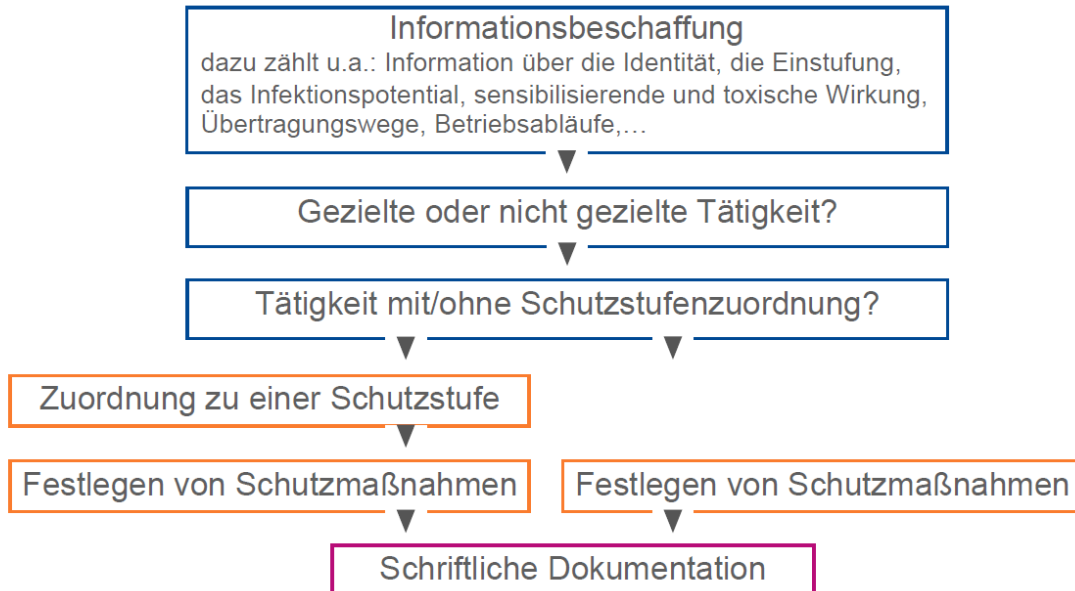 Informationsbeschaffung
dazu zählt u.a.: Information über die Identität, die Einstufung,
das Infektionspotential, sensibilisierende und toxische Wirkung,
Übertragungswege, Betriebsabläufe,...
Gezielte oder nicht gezielte Tätigkeit?
Tätigkeit mit/ohne Schutzstufenzuordnung?
Zuordnung zu einer Schutzstufe
Festlegen von Schutzmaßnahmen
Festlegen von Schutzmaßnahmen
Schriftliche Dokumentation